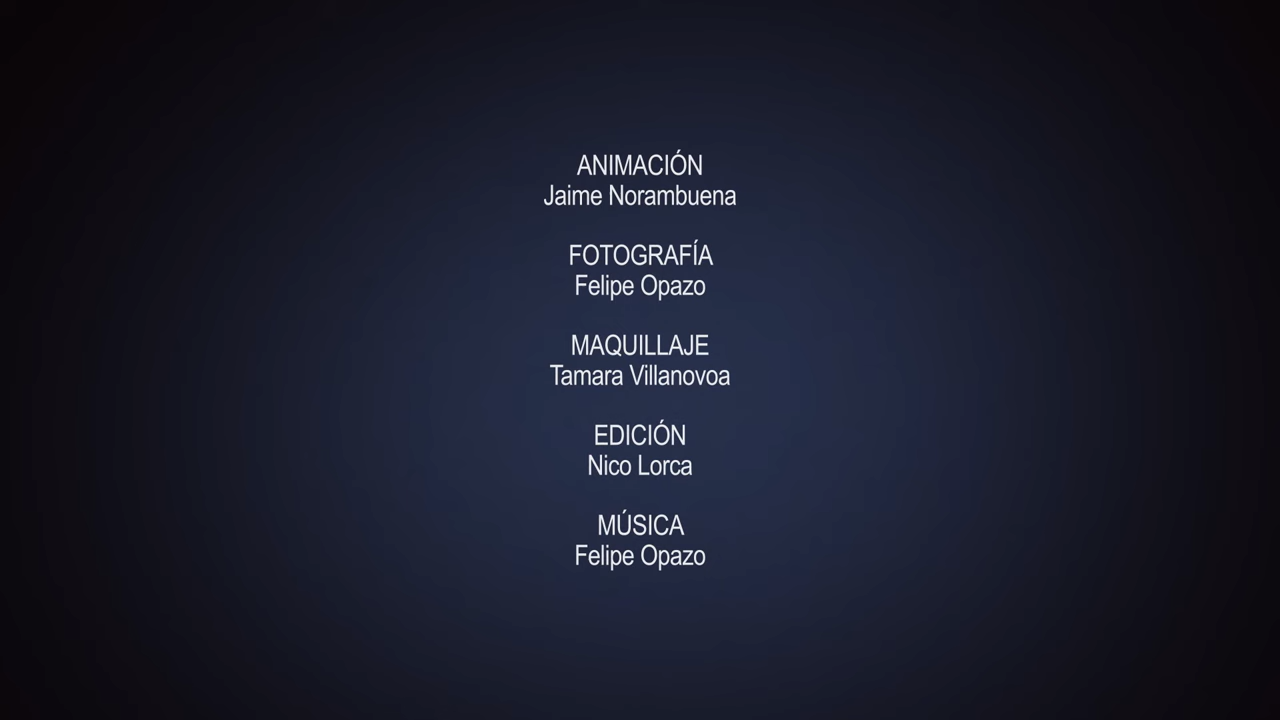 ANIMACIÓN
Jaime Norambuena
FOTOGRAFÍA
Felipe Opazo
MAQUILLAJE
Tamara Villanovoa
EDICIÓN
Nico Lorca
MÚSICA
Felipe Opazo